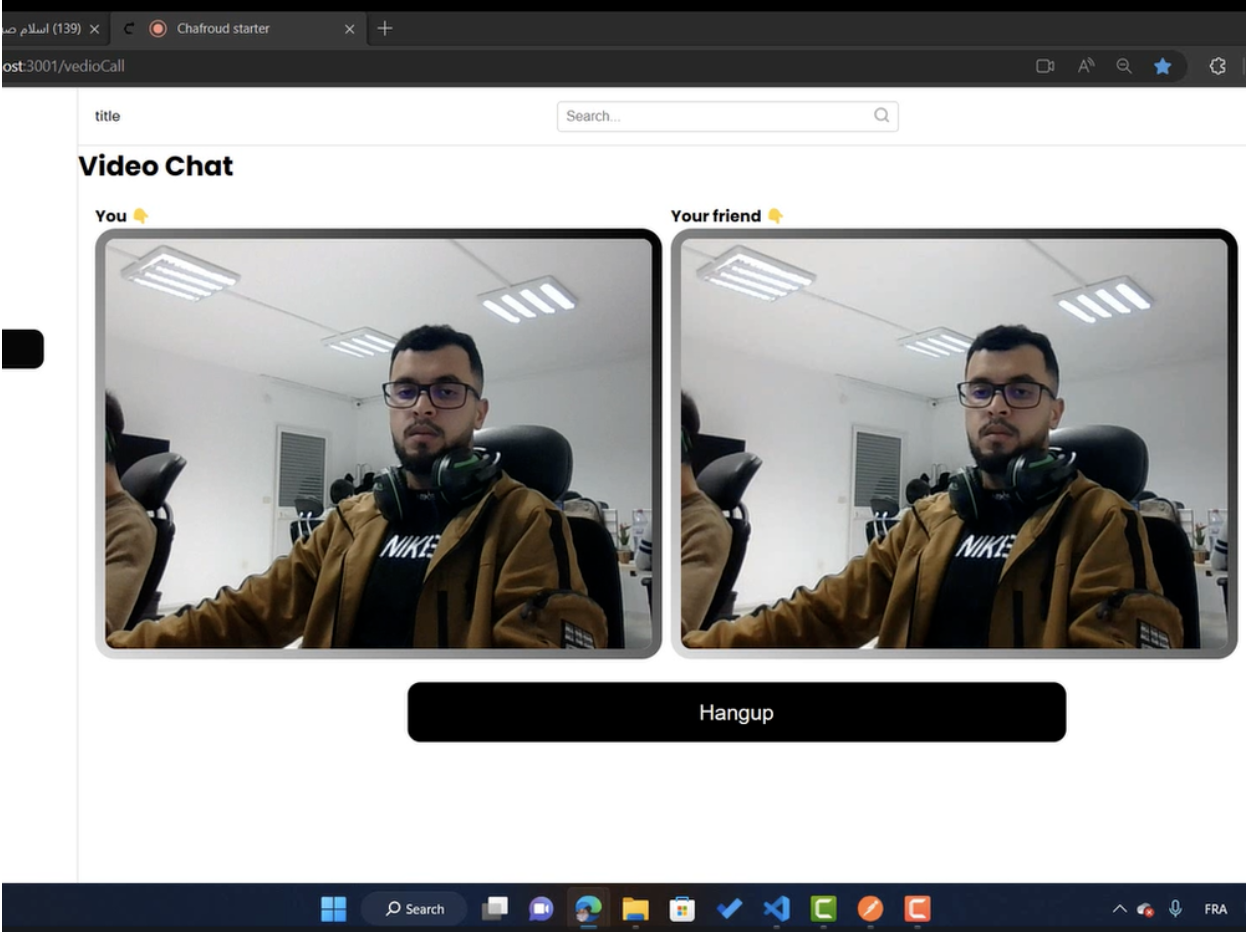 (139) اسلام صد
Chafroud starter
ost:3001/vedioCall
title
Search...
Video Chat
You 👇
Your friend 👇
NIKE
NIKE
Hangup
Search
FRA